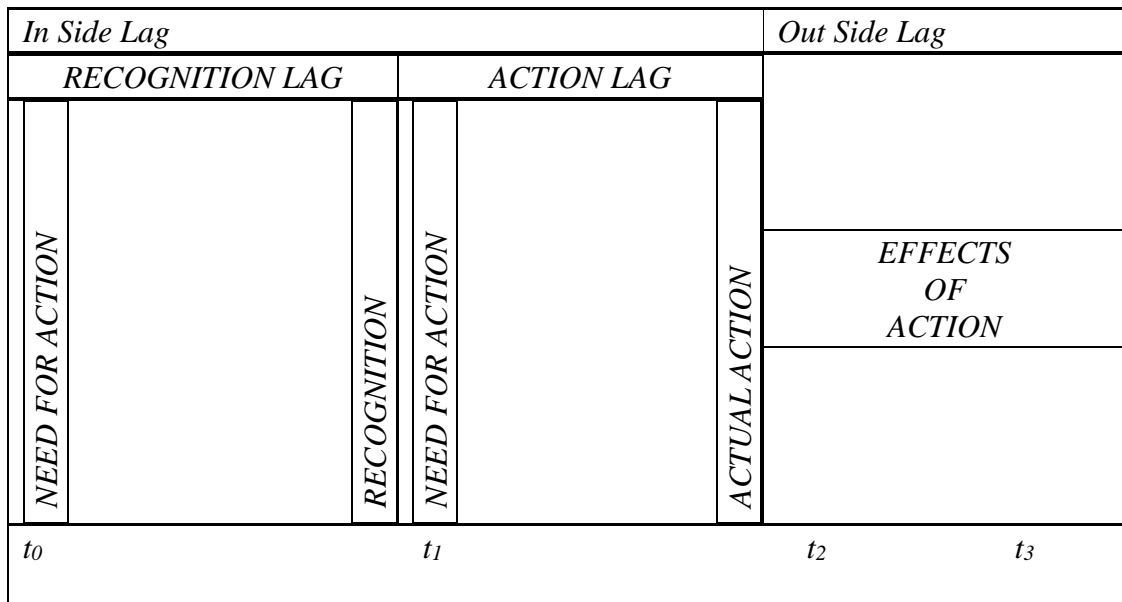 In Side Lag
Out Side Lag
RECOGNITION LAG
ACTION LAG
NEED FOR ACTION
RECOGNITION
NEED FOR ACTION
ACTUAL ACTION
EFFECTS
OF
ACTION
t0
t1
t2
t3